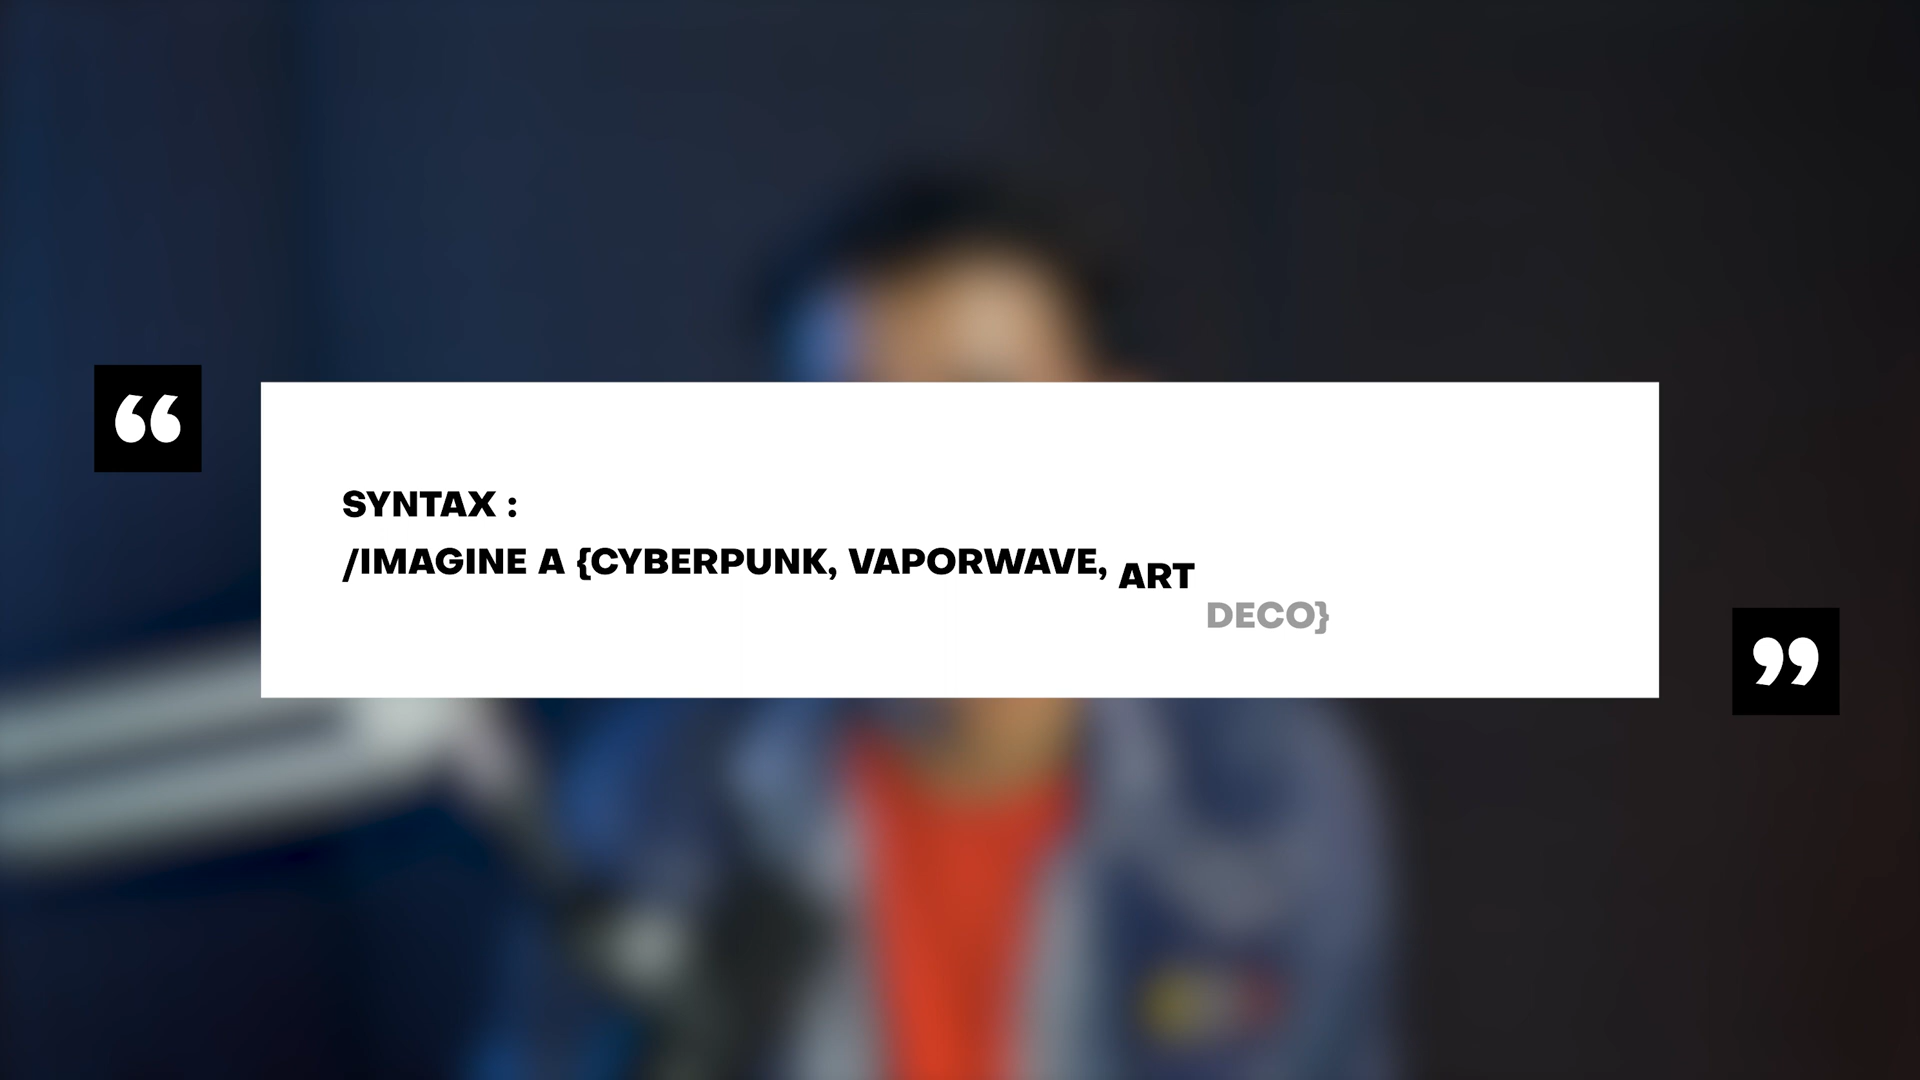 “
SYNTAX :
/IMAGINE A {CYBERPUNK, VAPORWAVE, ART DECO}
”